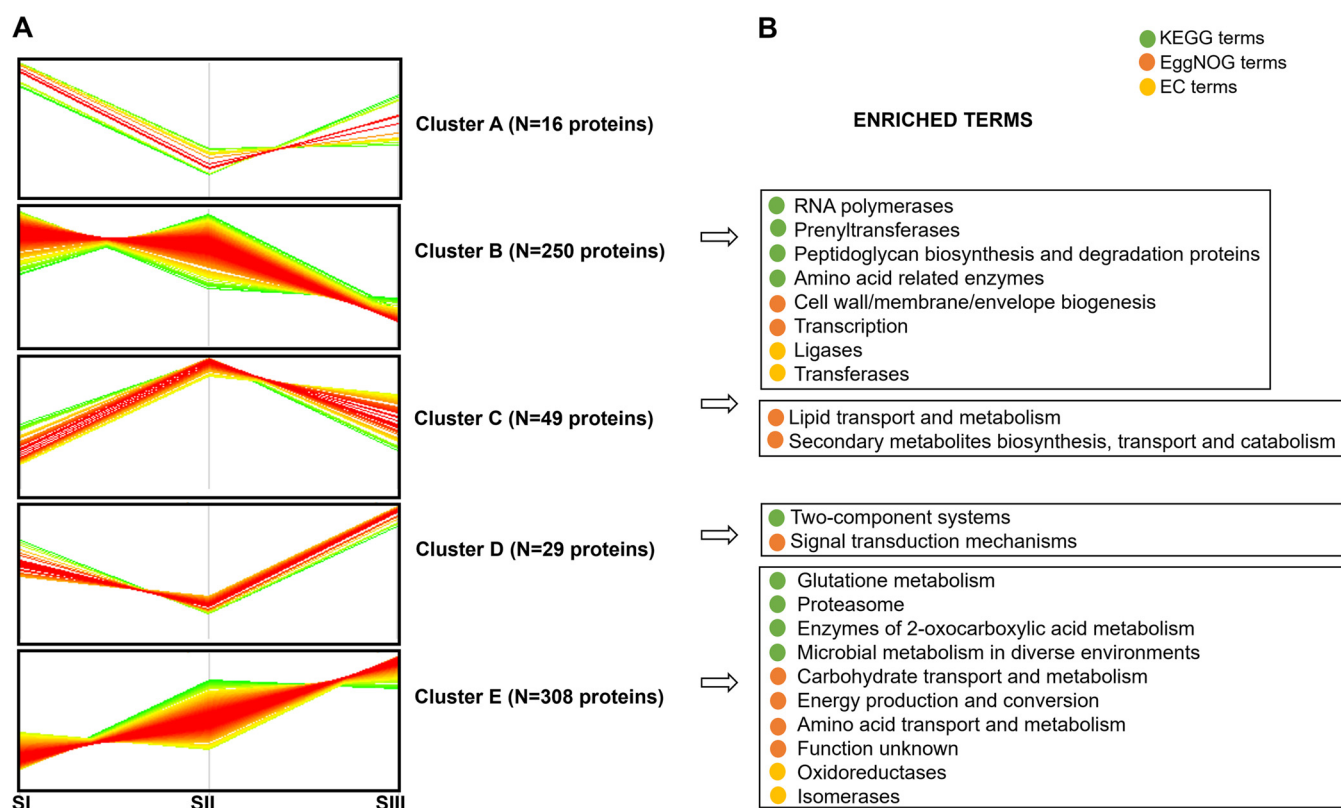 A
B
KEGG terms
EggNOG terms
EC terms
ENRICHED TERMS
Cluster A (N=16 proteins)
Cluster B (N=250 proteins)
RNA polymerases
Prenyltransferases
Peptidoglycan biosynthesis and degradation proteins
Amino acid related enzymes
Cell wall/membrane/envelope biogenesis
Transcription
Ligases
Transferases
Cluster C (N=49 proteins)
Lipid transport and metabolism
Secondary metabolites biosynthesis, transport and catabolism
Cluster D (N=29 proteins)
Two-component systems
Signal transduction mechanisms
Cluster E (N=308 proteins)
Glutatione metabolism
Proteasome
Enzymes of 2-oxocarboxylic acid metabolism
Microbial metabolism in diverse environments
Carbohydrate transport and metabolism
Energy production and conversion
Amino acid transport and metabolism
Function unknown
Oxidoreductases
Isomerases
SI SII SIII